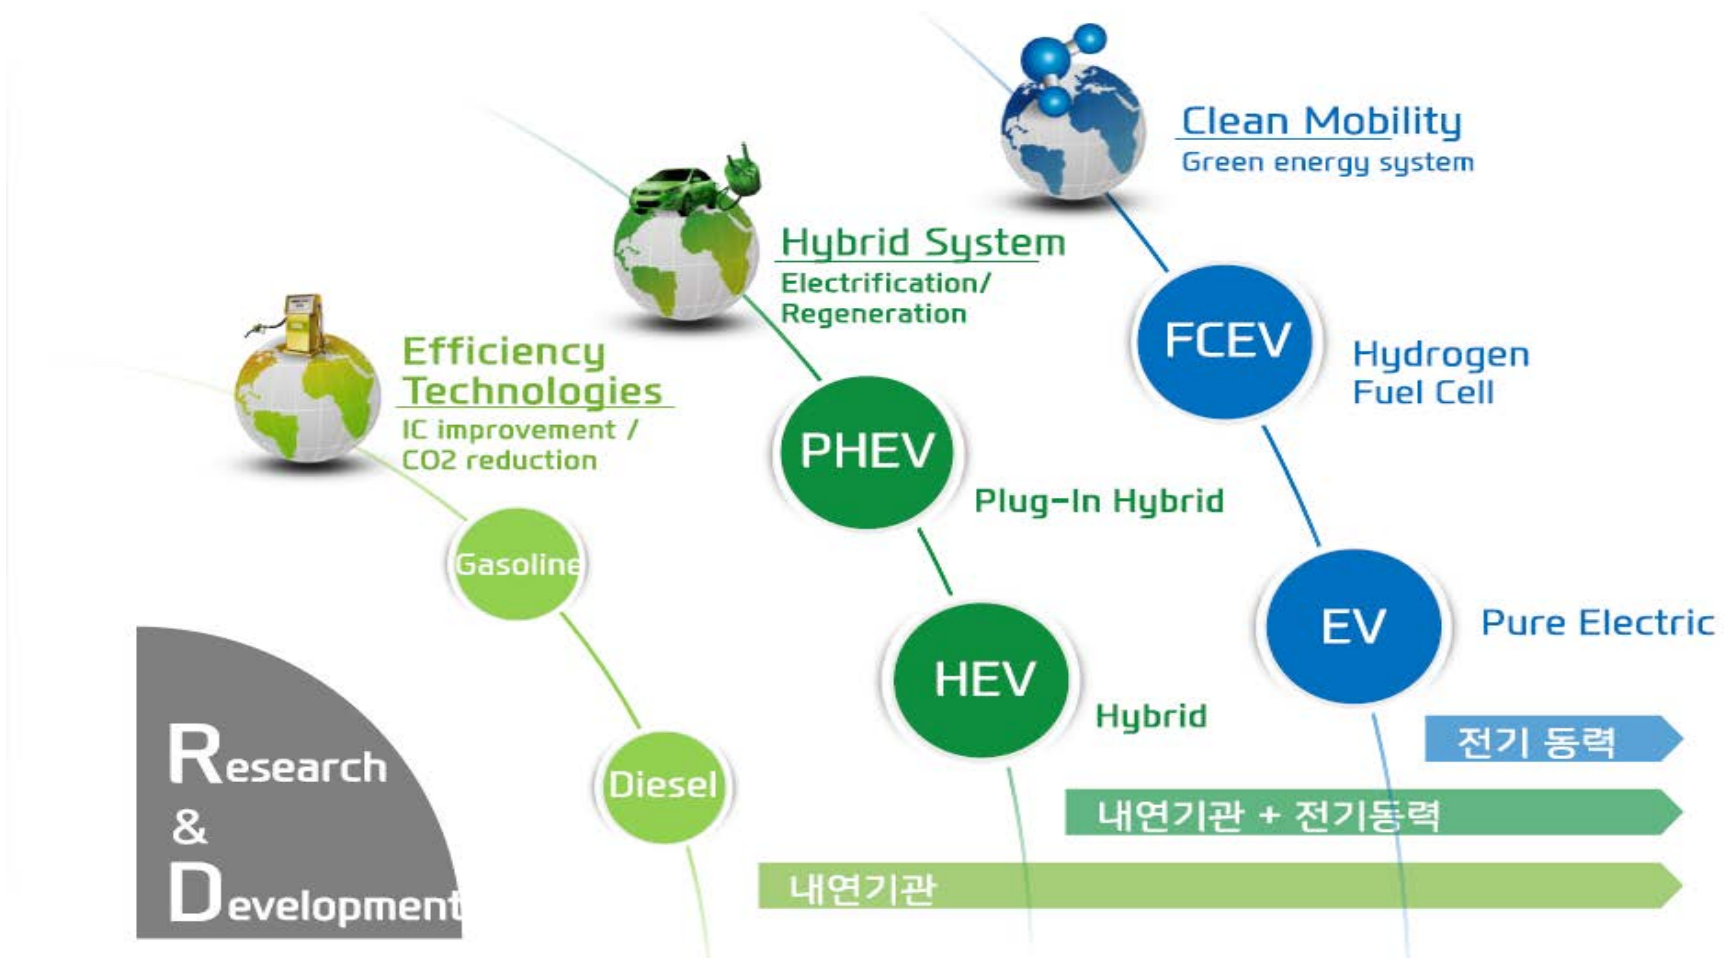 Clean Mobility
Green energy system
Hybrid System
Electrification/
Regeneration
Efficiency
Technologies
IC improvement /
CO2 reduction
FCEV
Hydrogen
Fuel Cell
PHEV
Plug-In Hybrid
Gasoline
EV
Pure Electric
HEV
Hybrid
Diesel
Research
&
Development
전기 동력
내연기관 + 전기동력
내연기관